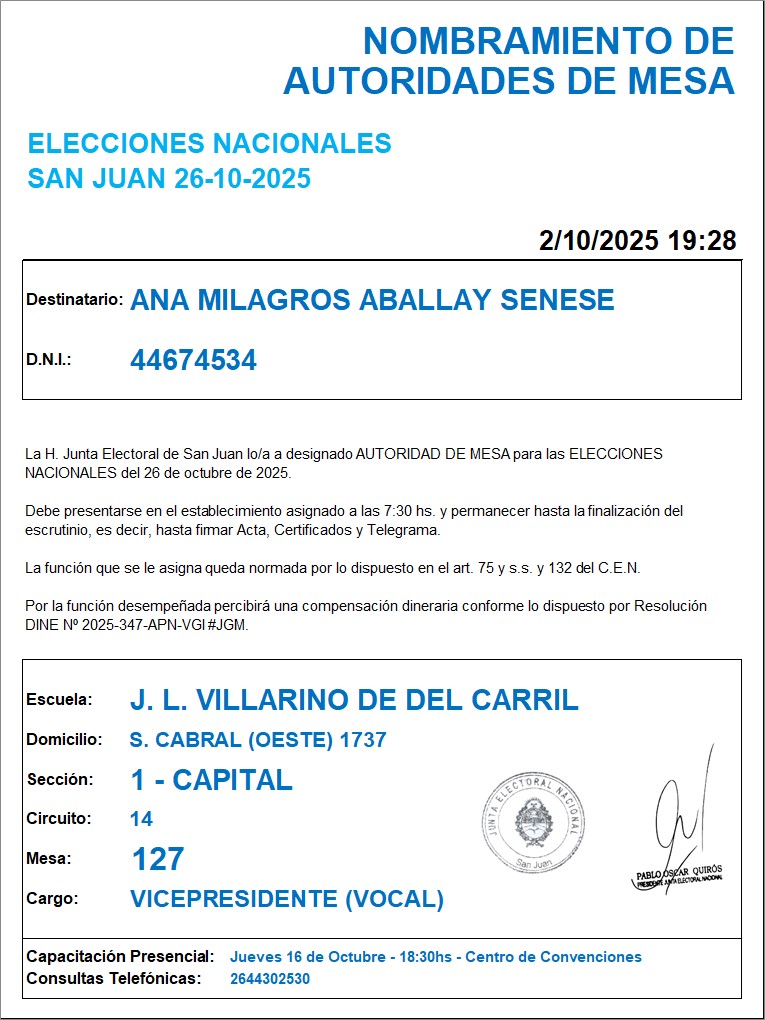 NOMBRAMIENTO DE
AUTORIDADES DE MESA
ELECCIONES NACIONALES
SAN JUAN 26-10-2025
2/10/2025 19:28
Destinatario: ANA MILAGROS ABALLAY SENESE
D.N.I.: 44674534
La H. Junta Electoral de San Juan lo/a a designado AUTORIDAD DE MESA para las ELECCIONES
NACIONALES del 26 de octubre de 2025.
Debe presentarse en el establecimiento asignado a las 7:30 hs. y permanecer hasta la finalización del
escrutinio, es decir, hasta firmar Acta, Certificados y Telegrama.
La función que se le asigna queda normada por lo dispuesto en el art. 75 y s.s. y 132 del C.E.N.
Por la función desempeñada percibirá una compensación dineraria conforme lo dispuesto por Resolución
DINE Nº 2025-347-APN-VGI#JGM.
Escuela: J. L. VILLARINO DE DEL CARRIL
Domicilio: S. CABRAL (OESTE) 1737
Sección: 1 - CAPITAL
Circuito: 14
Mesa: 127
Cargo: VICEPRESIDENTE (VOCAL)
JUNTA ELECTORAL NACIONAL
San Juan
PABLO OSCAR QUIRÓS
PRESIDENTE JUNTA ELECTORAL NACIONAL
Capacitación Presencial: Jueves 16 de Octubre - 18:30hs - Centro de Convenciones
Consultas Telefónicas: 2644302530